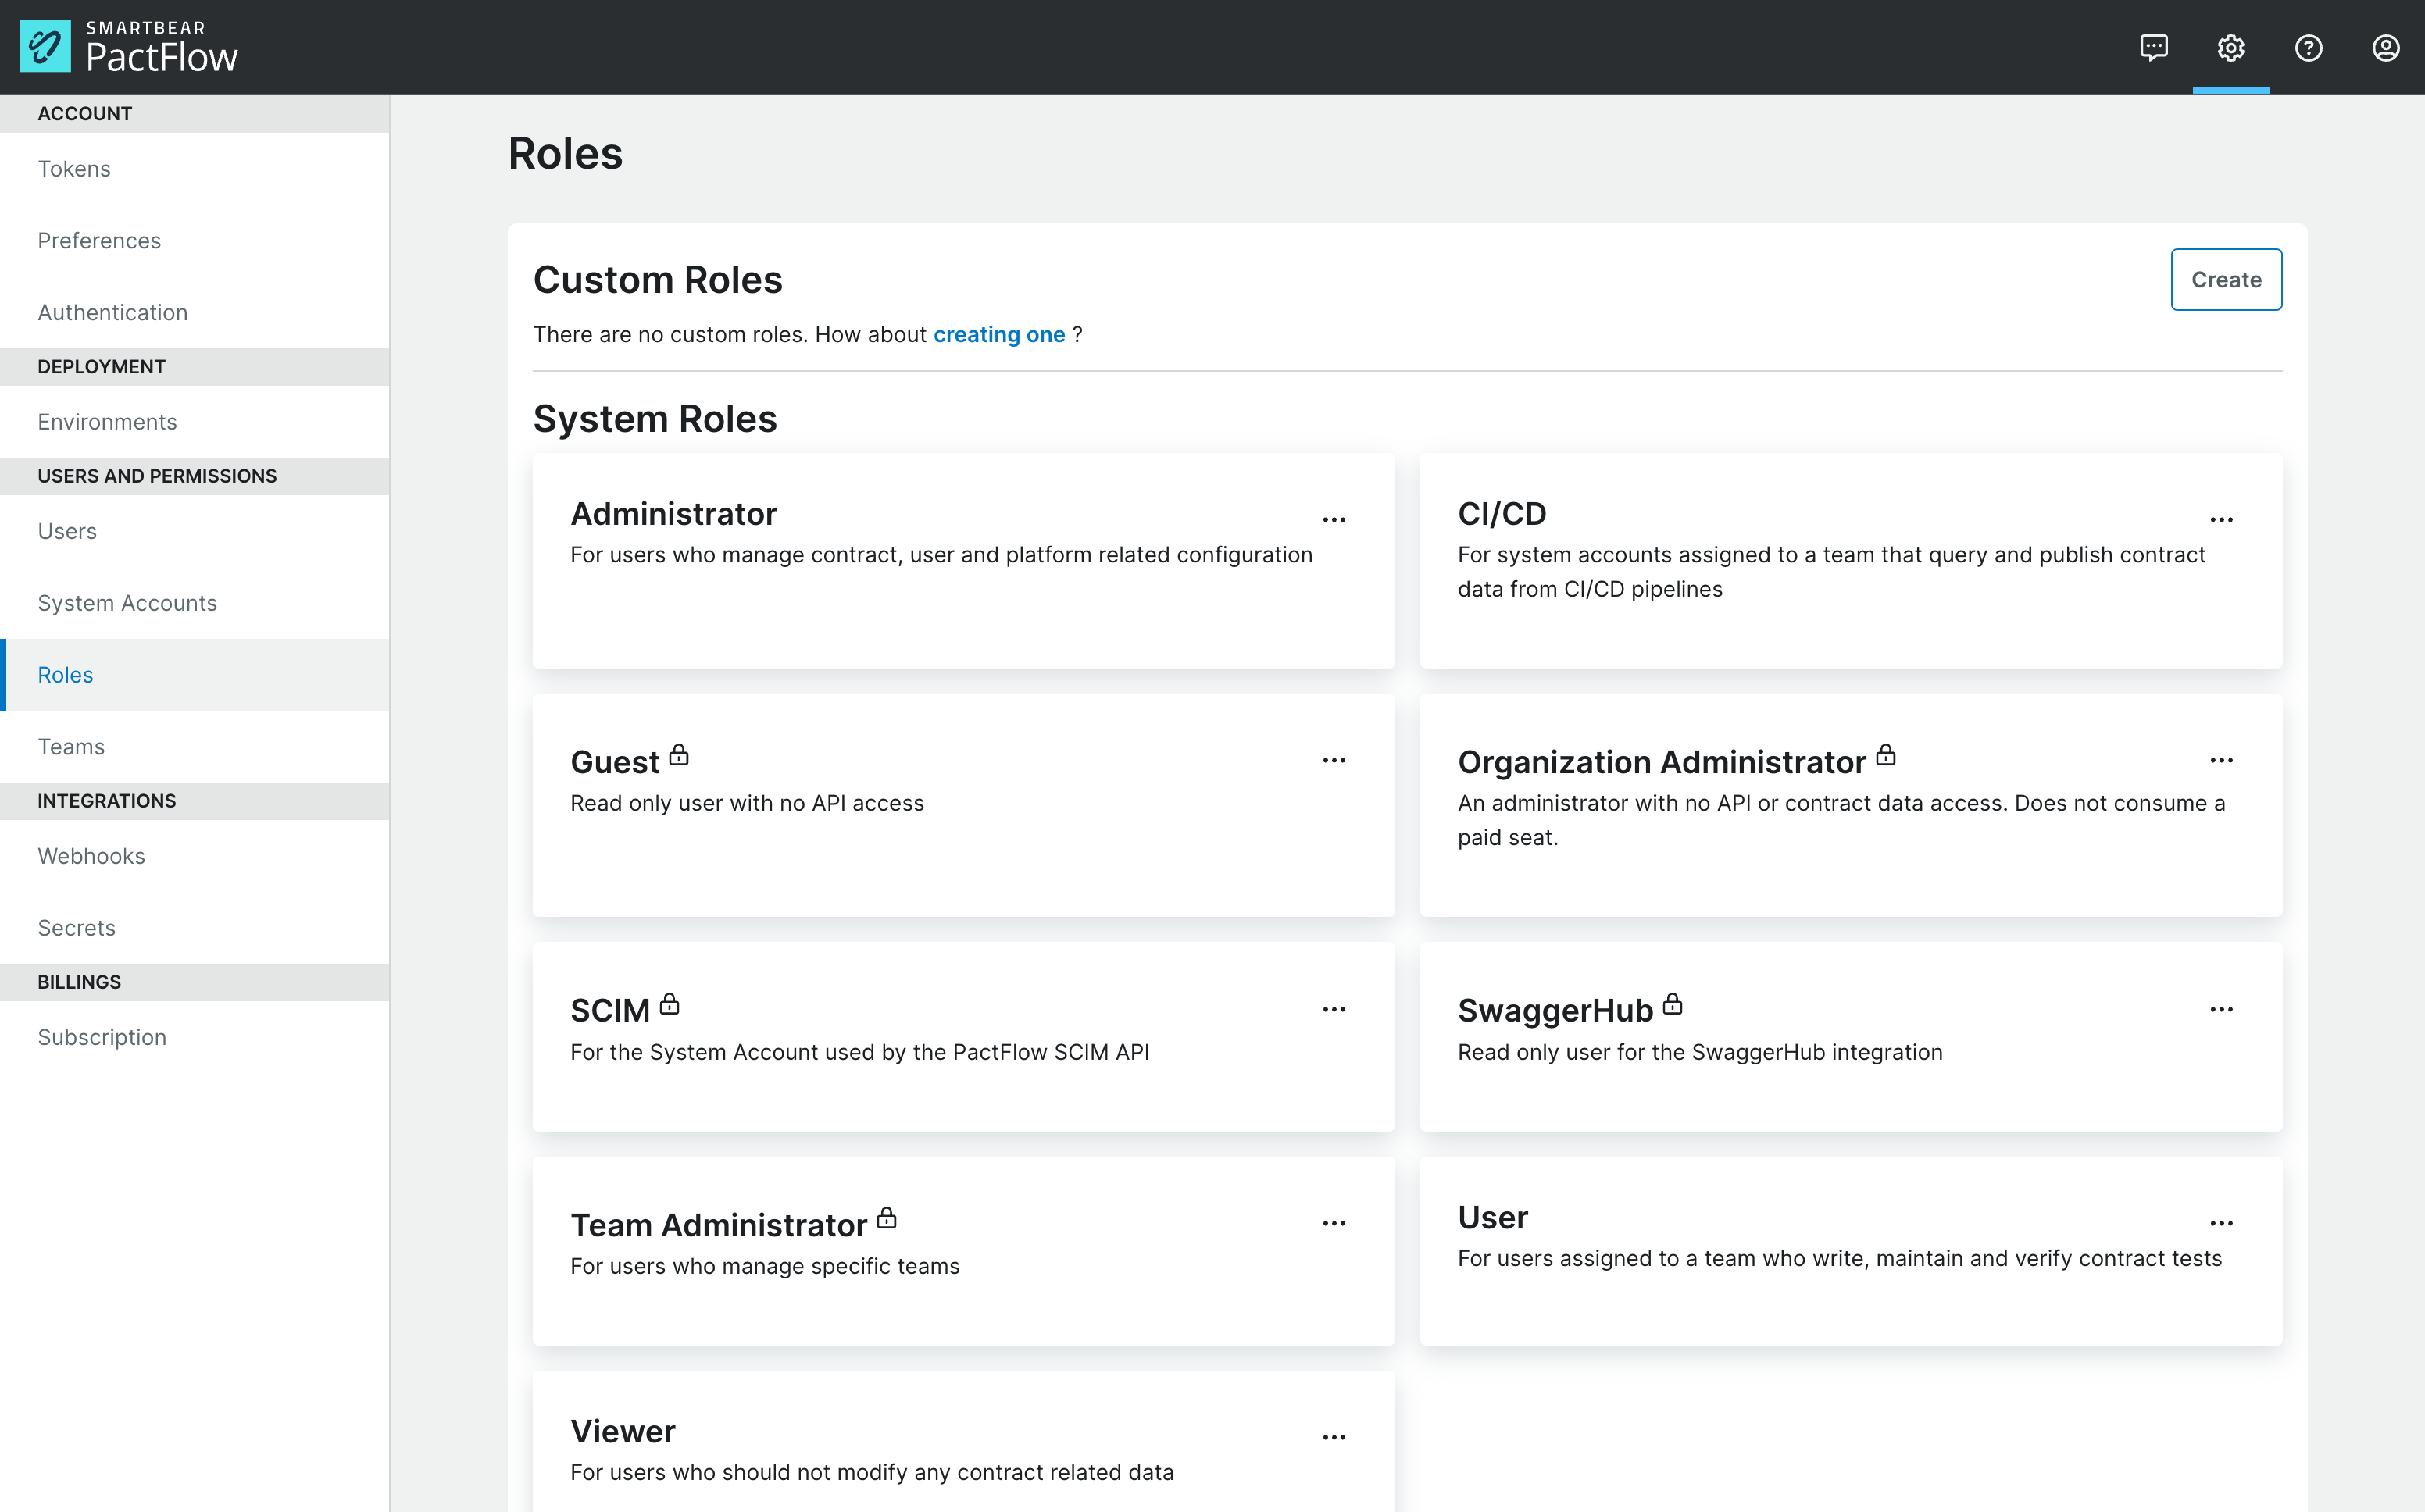 SMARTBEAR
PactFlow
ACCOUNT
Tokens
Preferences
Authentication
DEPLOYMENT
Environments
USERS AND PERMISSIONS
Users
System Accounts
Roles
Teams
INTEGRATIONS
Webhooks
Secrets
BILLINGS
Subscription
Roles
Custom Roles
Create
There are no custom roles. How about creating one ?
System Roles
Administrator
For users who manage contract, user and platform related configuration
CI/CD
For system accounts assigned to a team that query and publish contract
data from CI/CD pipelines
Guest
Read only user with no API access
Organization Administrator
An administrator with no API or contract data access. Does not consume a
paid seat.
SCIM
For the System Account used by the PactFlow SCIM API
SwaggerHub
Read only user for the SwaggerHub integration
Team Administrator
For users who manage specific teams
User
For users assigned to a team who write, maintain and verify contract tests
Viewer
For users who should not modify any contract related data